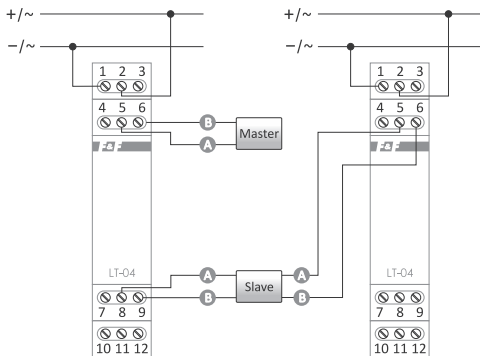 +/~
+/~
−/~
−/~
1 2 3
1 2 3
4 5 6
4 5 6
B
Master
A
F&F
F&F
LT-04
A
Slave
A
LT-04
B
B
7 8 9
7 8 9
10 11 12
10 11 12